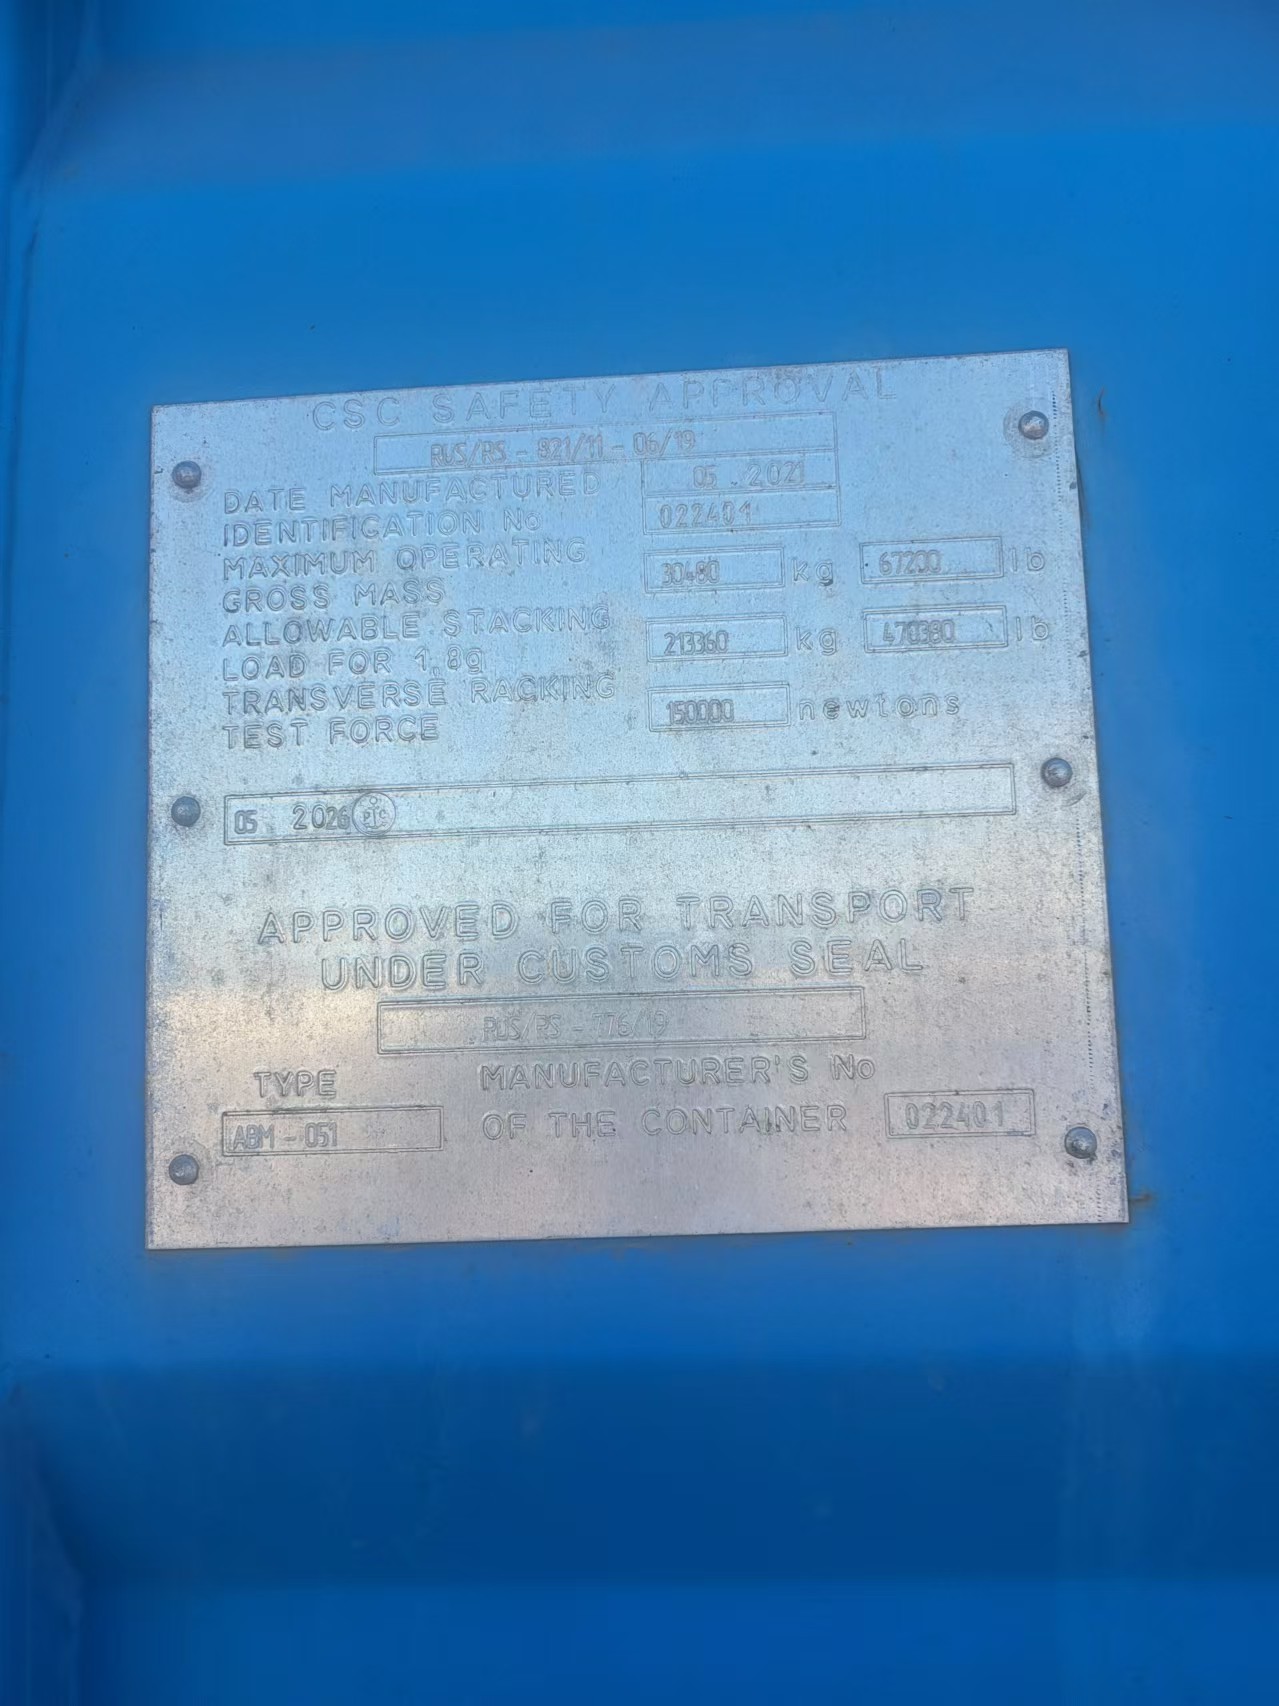 CSC SAFETY APPROVAL
RUS/RS - 821/11 - 06/19
DATE MANUFACTURED 05 . 2021
IDENTIFICATION No 022401
MAXIMUM OPERATING
GROSS MASS 30480 kg 67200 lb
ALLOWABLE STACKING
LOAD FOR 1,8g 213360 kg 470380 lb
TRANSVERSE RACKING
TEST FORCE 150000 newtons
05 2026 РДС
APPROVED FOR TRANSPORT
UNDER CUSTOMS SEAL
RUS/RS - 776/19
TYPE MANUFACTURER'S No
ABM - 051 OF THE CONTAINER 022401